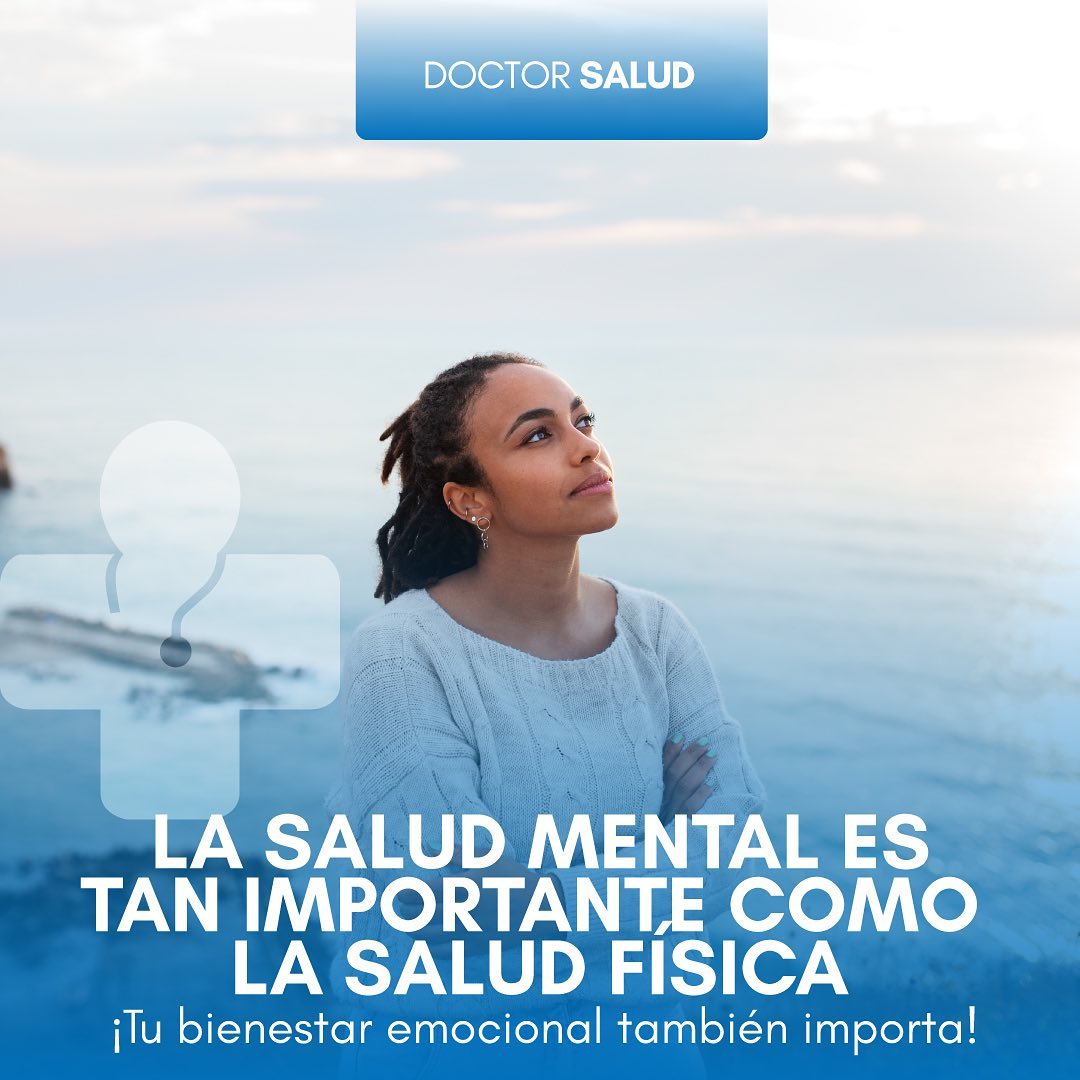 DOCTOR SALUD
LA SALUD MENTAL ES
TAN IMPORTANTE COMO
LA SALUD FÍSICA
¡Tu bienestar emocional también importa!